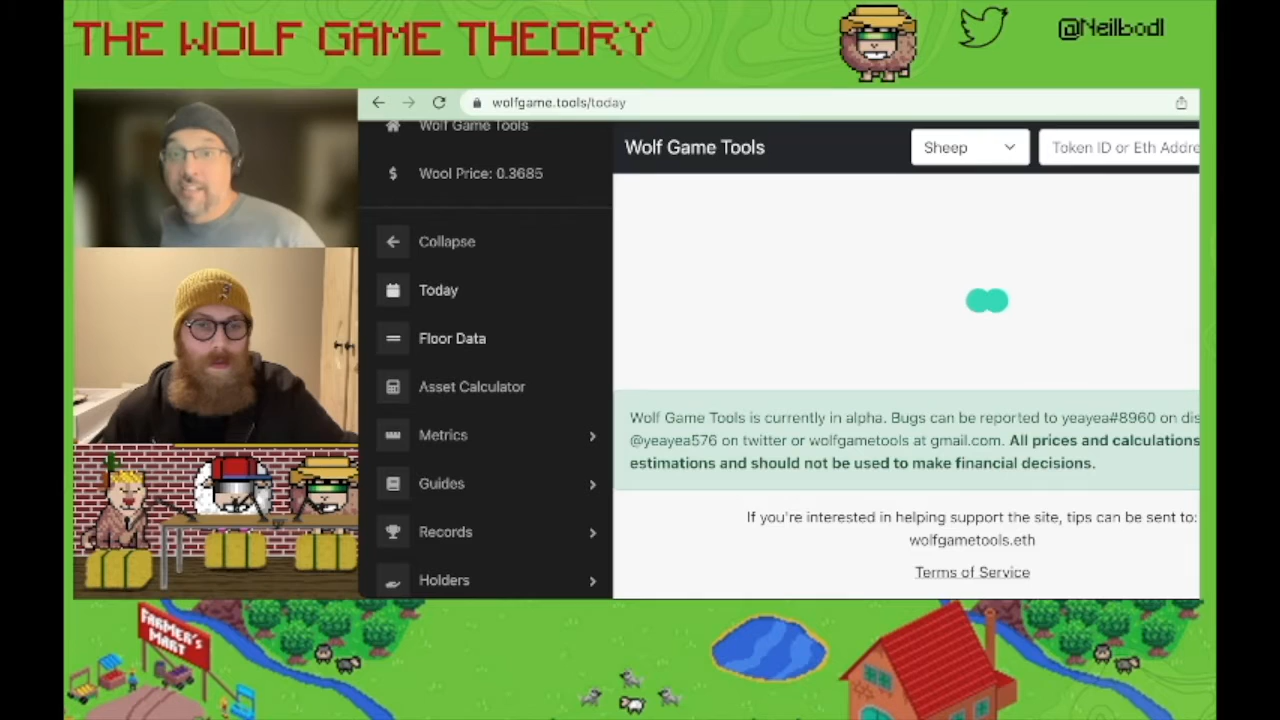 THE WOLF GAME THEORY
@Neilbodl
wolfgame.tools/today
Wolf Game Tools
Wool Price: 0.3685
Collapse
Today
Floor Data
Asset Calculator
Metrics
Guides
Records
Holders
Wolf Game Tools
Sheep
Token ID or Eth Addre
Wolf Game Tools is currently in alpha. Bugs can be reported to yeayea#8960 on dis
@yeayea576 on twitter or wolfgametools at gmail.com. All prices and calculations
estimations and should not be used to make financial decisions.
If you're interested in helping support the site, tips can be sent to:
wolfgametools.eth
Terms of Service
FARMER'S
MART